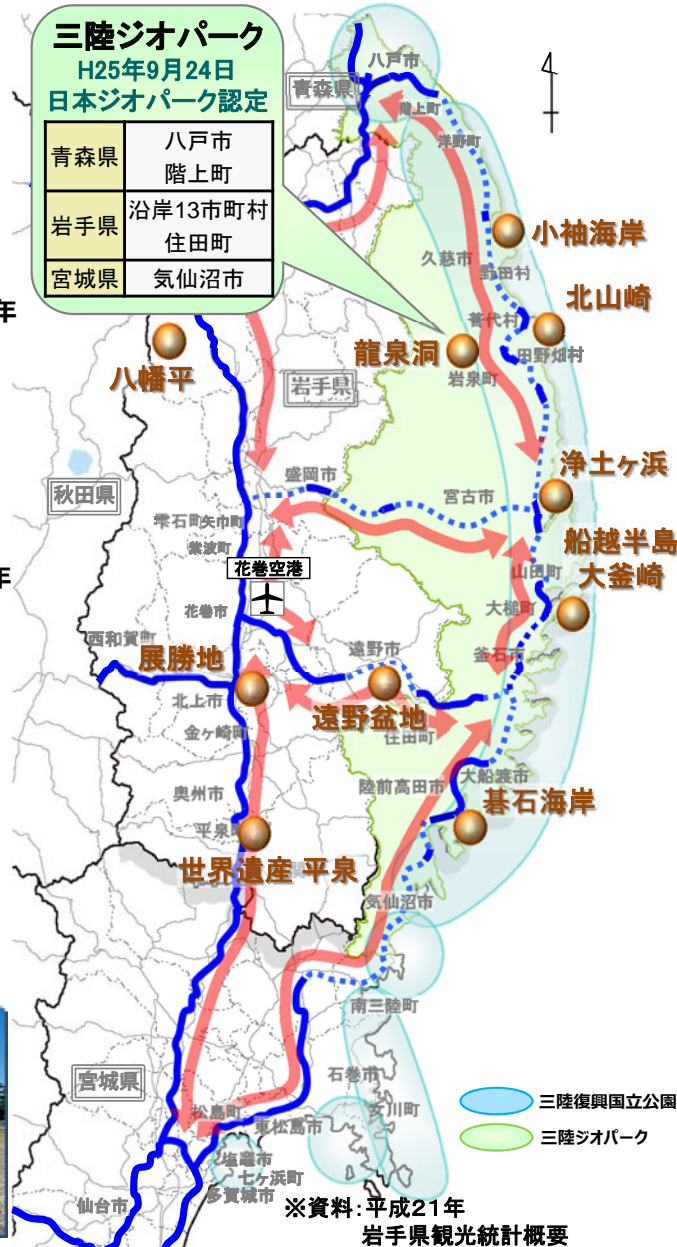 三陸ジオパーク
H25年9月24日
日本ジオパーク認定
青森県
八戸市
階上町
岩手県
沿岸13市町村
住田町
宮城県
気仙沼市
八戸市
青森県
階上町
洋野町
小袖海岸
久慈市
野田村
北山崎
年
普代村
龍泉洞
田野畑村
八幡平
岩泉町
岩手県
浄土ヶ浜
盛岡市
秋田県
宮古市
雫石町
矢巾町
船越半島
大釜崎
紫波町
年
花巻空港
山田町
花巻市
大槌町
西和賀町
遠野市
釜石市
展勝地
北上市
遠野盆地
金ヶ崎町
住田町
大船渡市
奥州市
陸前高田市
碁石海岸
平泉町
世界遺産 平泉
気仙沼市
南三陸町
宮城県
石巻市
三陸復興国立公園
松島町
女川町
東松島市
三陸ジオパーク
塩竈市
七ヶ浜町
多賀城市
仙台市
※資料:平成21年
岩手県観光統計概要